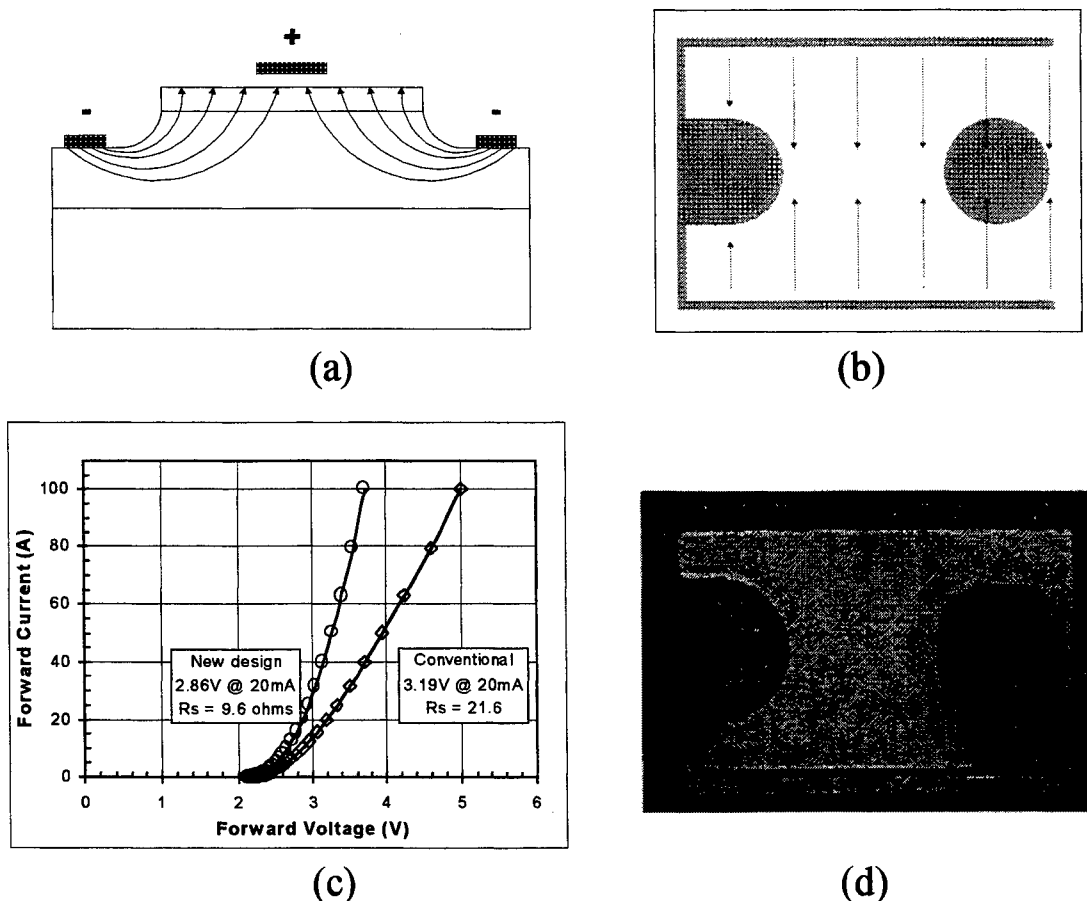 +
-
-
(a)
(b)
100
80
60
40
20
0
Forward Current (A)
New design
2.86V @ 20mA
Rs = 9.6 ohms
Conventional
3.19V @ 20mA
Rs = 21.6
0 1 2 3 4 5 6
Forward Voltage (V)
(c)
(d)